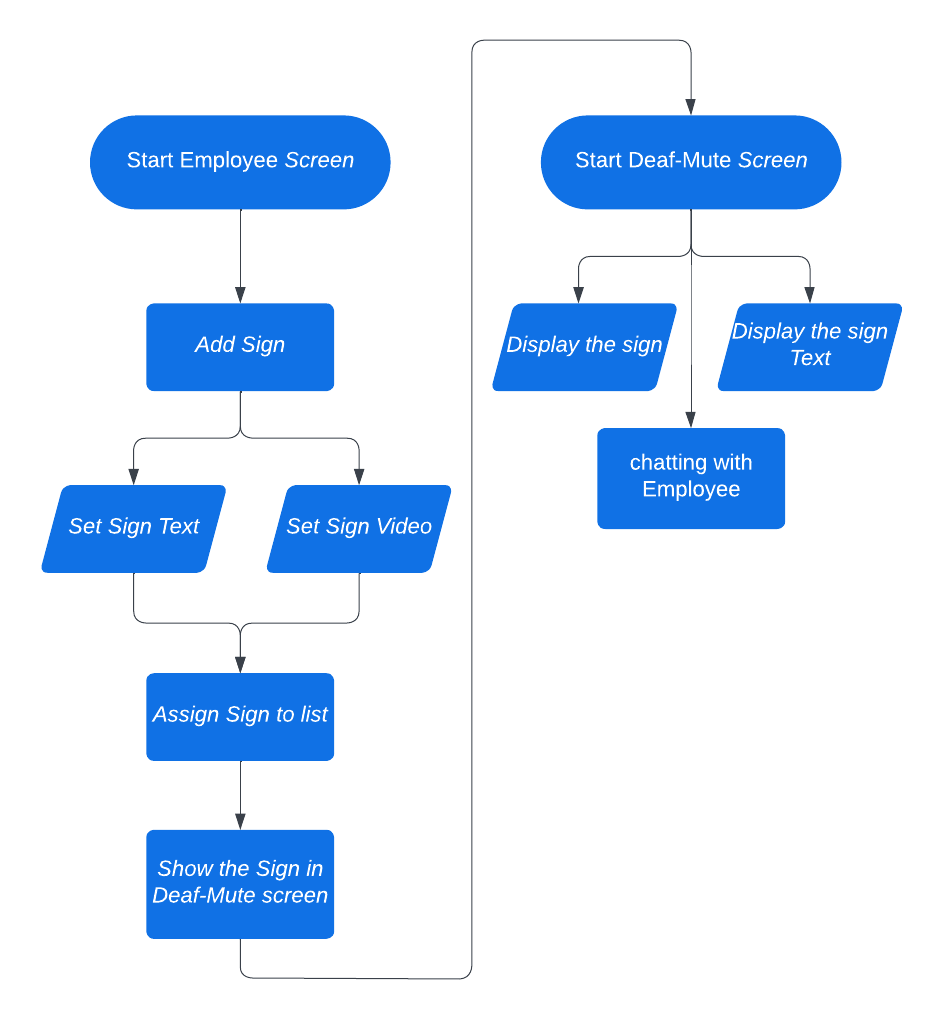 Start Employee Screen
Add Sign
Set Sign Text
Set Sign Video
Assign Sign to list
Show the Sign in
Deaf-Mute screen
Start Deaf-Mute Screen
Display the sign
Display the sign
Text
chatting with
Employee